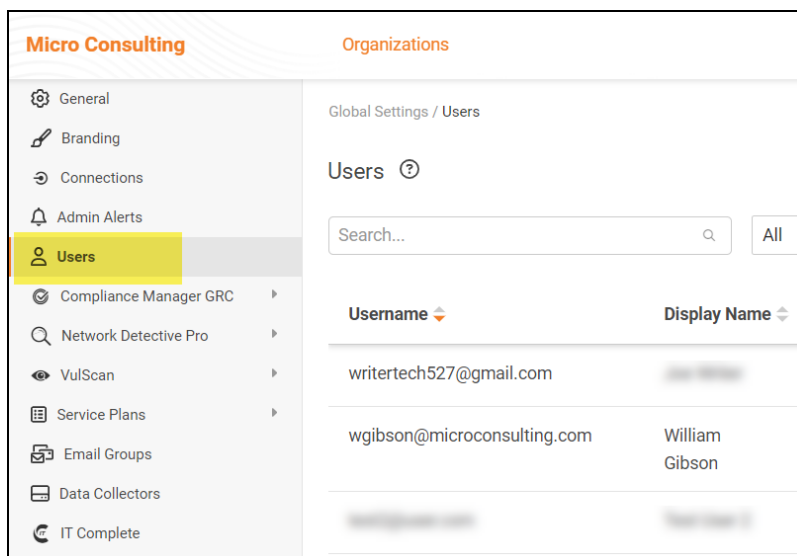 Micro Consulting
Organizations
General
Branding
Connections
Admin Alerts
Users
Compliance Manager GRC
Network Detective Pro
VulScan
Service Plans
Email Groups
Data Collectors
IT Complete
Global Settings / Users
Users
Search...
All
Username
Display Name
writertech527@gmail.com
wgibson@microconsulting.com
William
Gibson